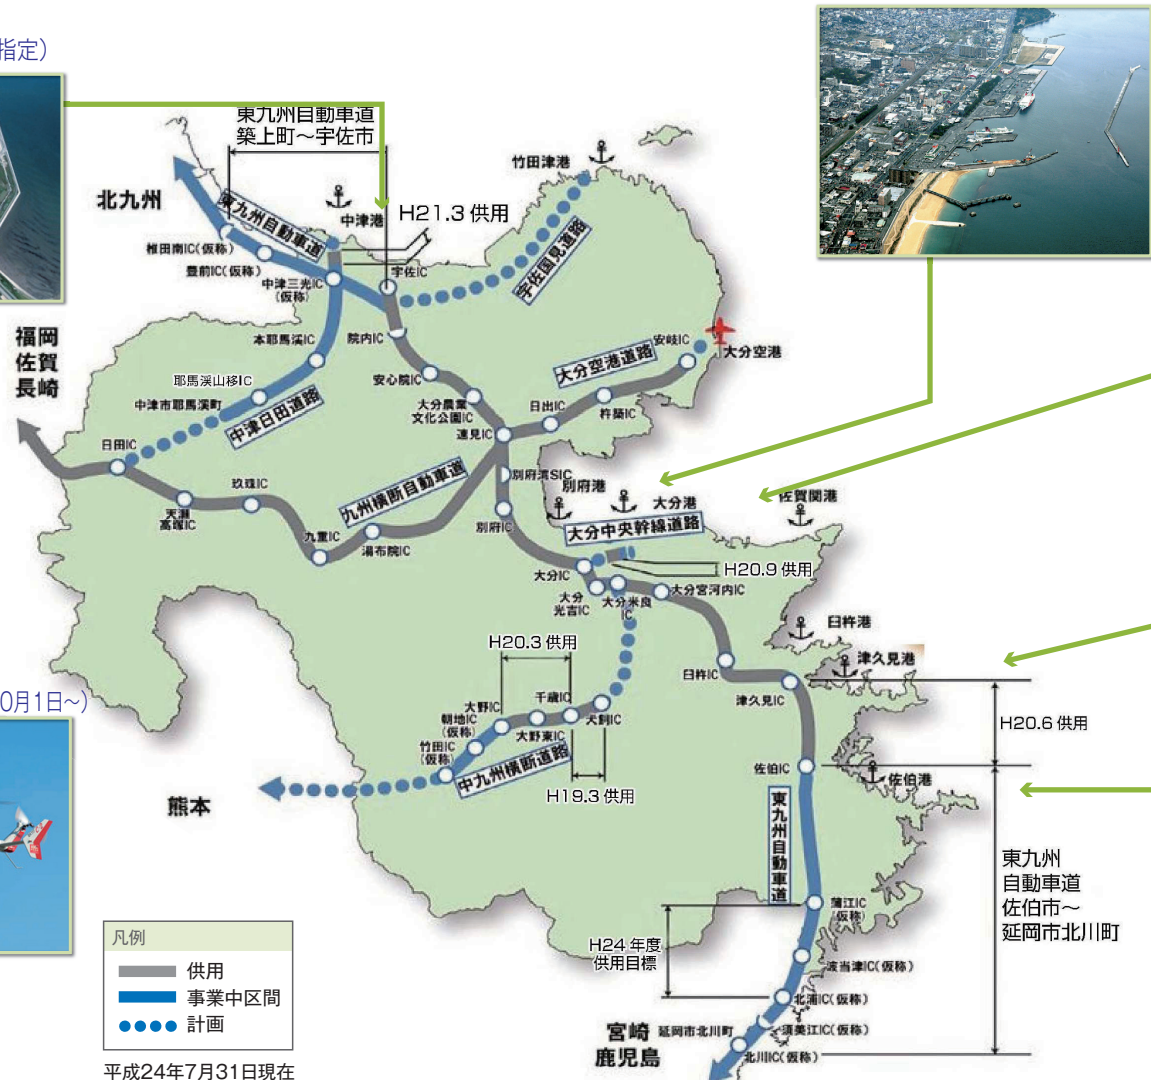 指定)
東九州自動車道
築上町〜宇佐市
竹田津港
北九州
東九州自動車道
中津港
H21.3 供用
椎田南IC(仮称)
豊前IC(仮称)
中津三光IC
(仮称)
宇佐IC
宇佐国見道路
福岡
佐賀
長崎
本耶馬渓IC
院内IC
安岐IC
大分空港
大分空港道路
耶馬渓山移IC
中津市耶馬渓町
中津日田道路
安心院IC
大分農業
文化公園IC
日出IC
杵築IC
速見IC
日田IC
別府湾SIC
別府港
大分港
佐賀関港
玖珠IC
天瀬
高塚IC
九州横断自動車道
別府IC
大分中央幹線道路
九重IC
湯布院IC
大分IC
H20.9 供用
大分
光吉IC
大分米良
IC
大分宮河内IC
臼杵港
H20.3 供用
津久見港
臼杵IC
津久見IC
0月1日〜)
千歳IC
大野IC
朝地IC
(仮称)
大野東IC
犬飼IC
竹田IC
(仮称)
中九州横断道路
H20.6 供用
佐伯IC
佐伯港
熊本
H19.3 供用
東九州自動車道
東九州
自動車道
佐伯市〜
延岡市北川町
蒲江IC
(仮称)
H24 年度
供用目標
波当津IC(仮称)
北浦IC(仮称)
宮崎
鹿児島
延岡市北川町
須美江IC(仮称)
北川IC(仮称)
凡例
供用
事業中区間
計画
平成24年7月31日現在